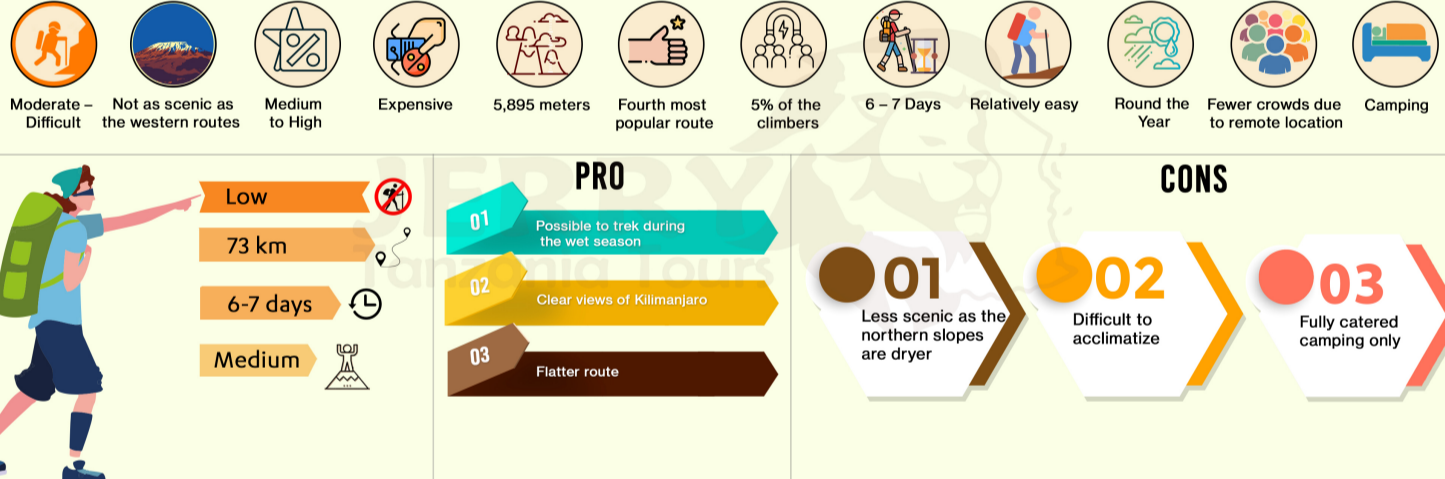 Moderate –
Difficult
Not as scenic as
the western routes
Medium
to High
Expensive
5,895 meters
Fourth most
popular route
5% of the
climbers
6 – 7 Days
Relatively easy
Round the
Year
Fewer crowds due
to remote location
Camping
Low
73 km
6-7 days
Medium
PRO
01
Possible to trek during
the wet season
02
Clear views of Kilimanjaro
03
Flatter route
CONS
01
Less scenic as the
northern slopes
are dryer
02
Difficult to
acclimatize
03
Fully catered
camping only
JERRY
Tanzania Tours